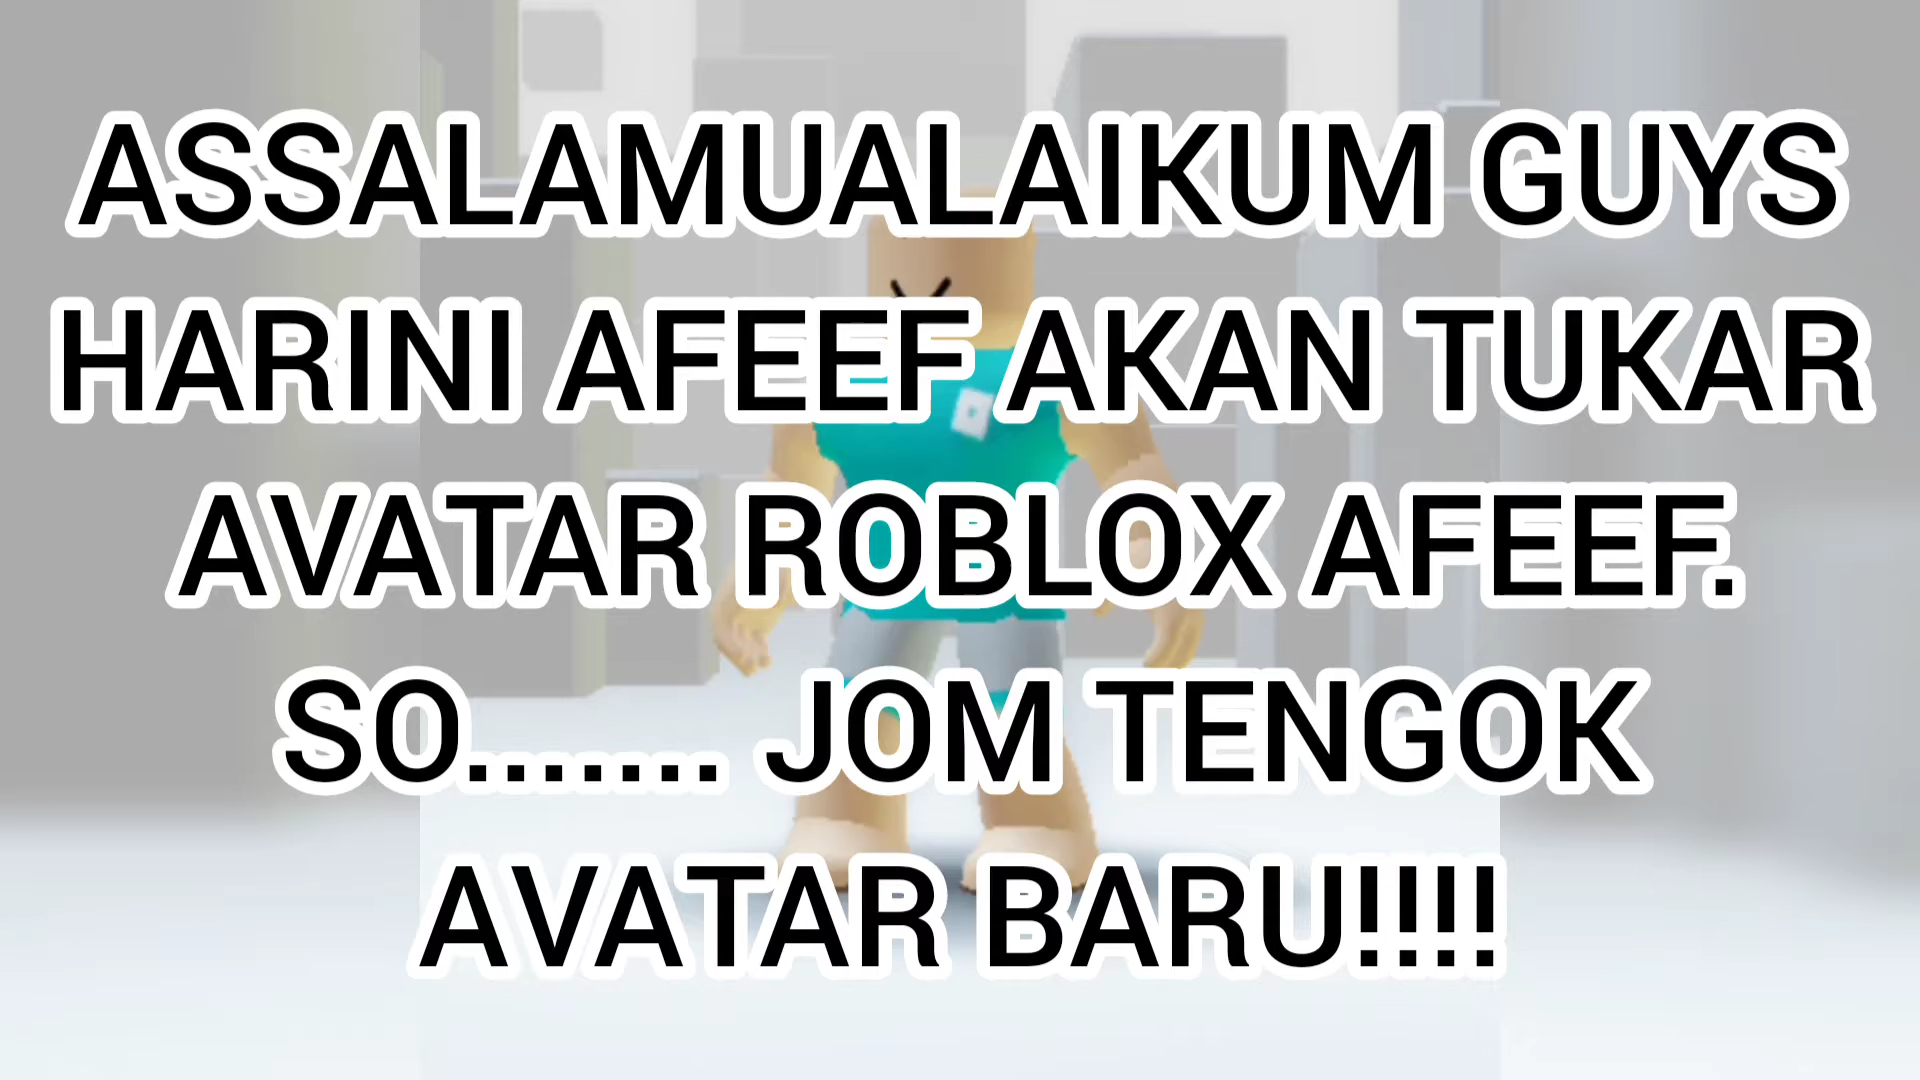 ASSALAMUALAIKUM GUYS
HARINI AFEEF AKAN TUKAR
AVATAR ROBLOX AFEEF.
SO....... JOM TENGOK
AVATAR BARU!!!!